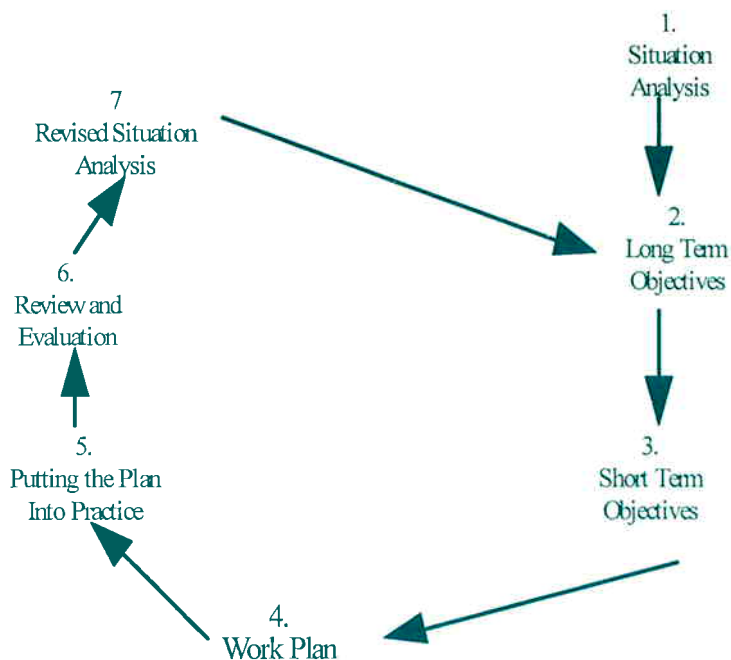 1.
Situation
Analysis
2.
Long Term
Objectives
3.
Short Term
Objectives
4.
Work Plan
5.
Putting the Plan
Into Practice
6.
Review and
Evaluation
7
Revised Situation
Analysis